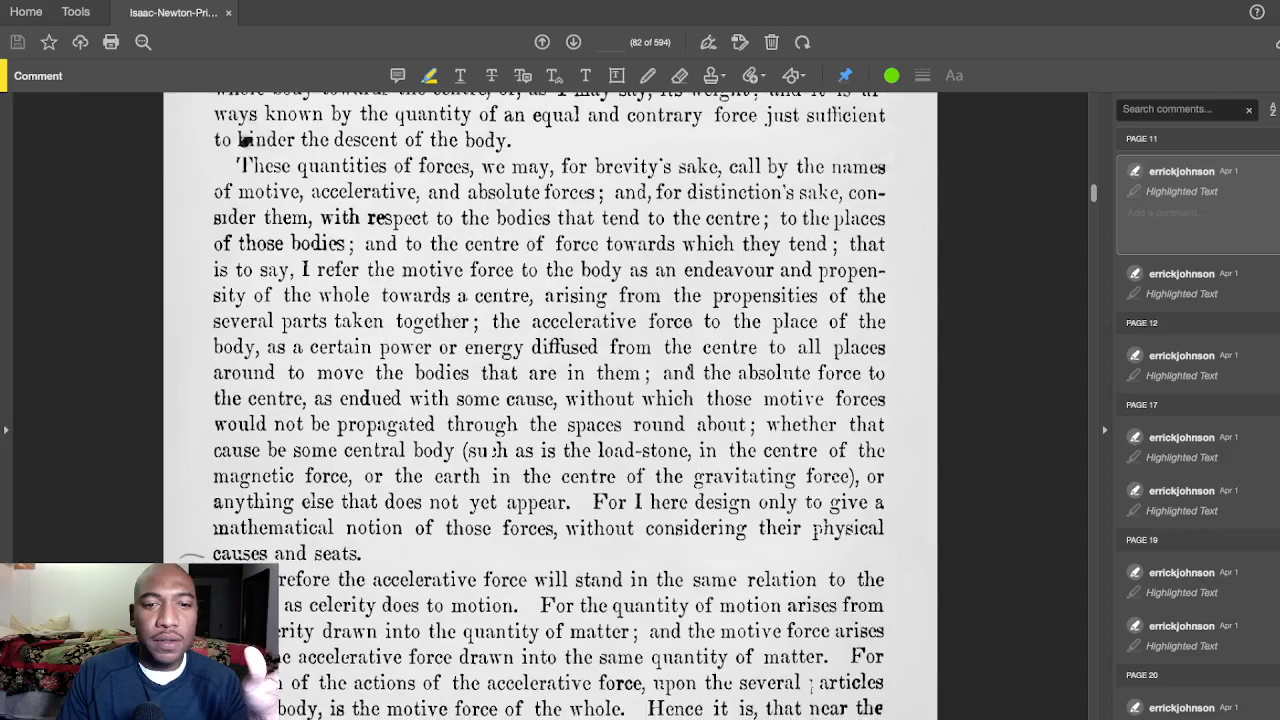 Home
Tools
Isaac-Newton-Pri... ×
?
(82 of 594)
Comment
Aa
ways known by the quantity of an equal and contrary force just sufficient
to hinder the descent of the body.
These quantities of forces, we may, for brevity's sake, call by the names
of motive, accelerative, and absolute forces; and, for distinction's sake, con-
sider them, with respect to the bodies that tend to the centre; to the places
of those bodies; and to the centre of force towards which they tend; that
is to say, I refer the motive force to the body as an endeavour and propen-
sity of the whole towards a centre, arising from the propensities of the
several parts taken together; the accelerative force to the place of the
body, as a certain power or energy diffused from the centre to all places
around to move the bodies that are in them; and the absolute force to
the centre, as endued with some cause, without which those motive forces
would not be propagated through the spaces round about; whether that
cause be some central body (such as is the load-stone, in the centre of the
magnetic force, or the earth in the centre of the gravitating force), or
anything else that does not yet appear. For I here design only to give a
mathematical notion of those forces, without considering their physical
causes and seats.
refore the accelerative force will stand in the same relation to the
as celerity does to motion. For the quantity of motion arises from
erity drawn into the quantity of matter; and the motive force arises
e accelerative force drawn into the same quantity of matter. For
of the actions of the accelerative force, upon the several particles
body, is the motive force of the whole. Hence it is, that near the
Search comments... ×
PAGE 11
errickjohnson Apr 1
Highlighted Text
Add a comment...
errickjohnson Apr 1
Highlighted Text
PAGE 12
errickjohnson Apr 1
Highlighted Text
PAGE 17
errickjohnson Apr 1
Highlighted Text
errickjohnson Apr 1
Highlighted Text
PAGE 19
errickjohnson Apr 1
Highlighted Text
errickjohnson Apr 1
Highlighted Text
PAGE 20
errickjohnson Apr 1